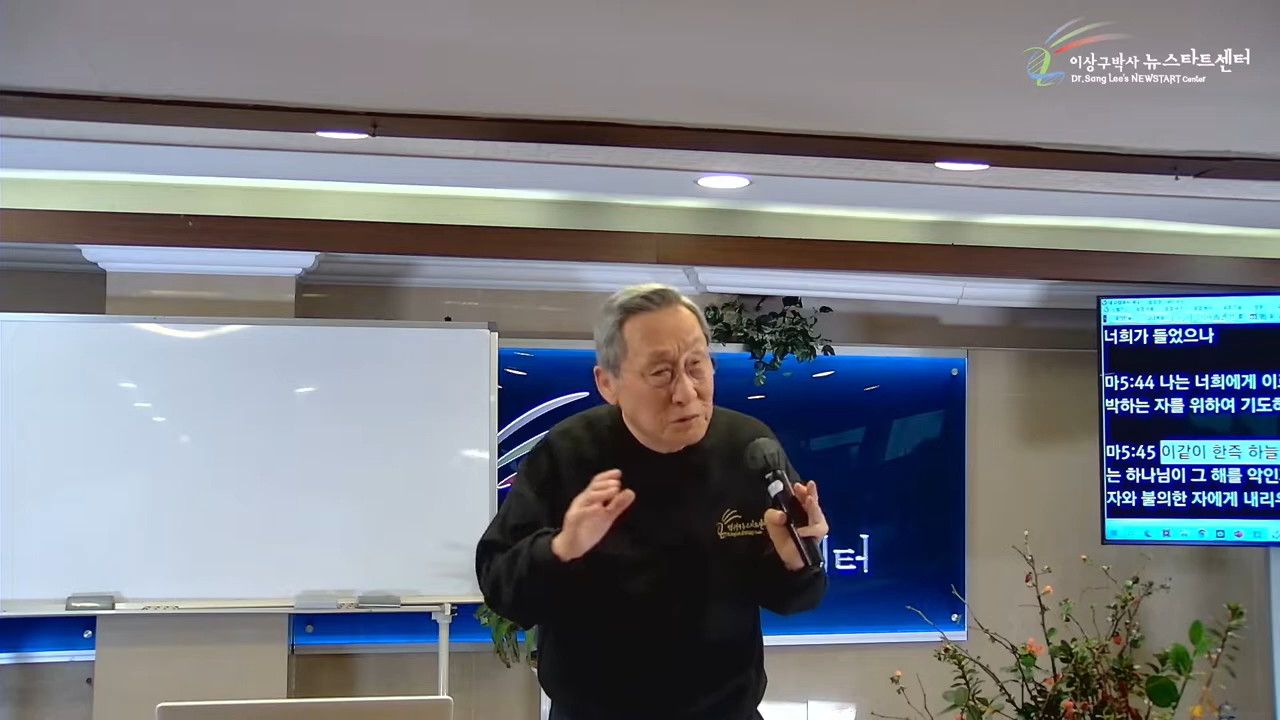 이상구박사 뉴스타트센터
Dr. Sang Lee's NEWSTART Center
너희가 들었으나
마5:44 나는 너희에게 이
박하는 자를 위하여 기도하
마5:45 이같이 한즉 하늘
는 하나님이 그 해를 악인
자와 불의한 자에게 내리우
터